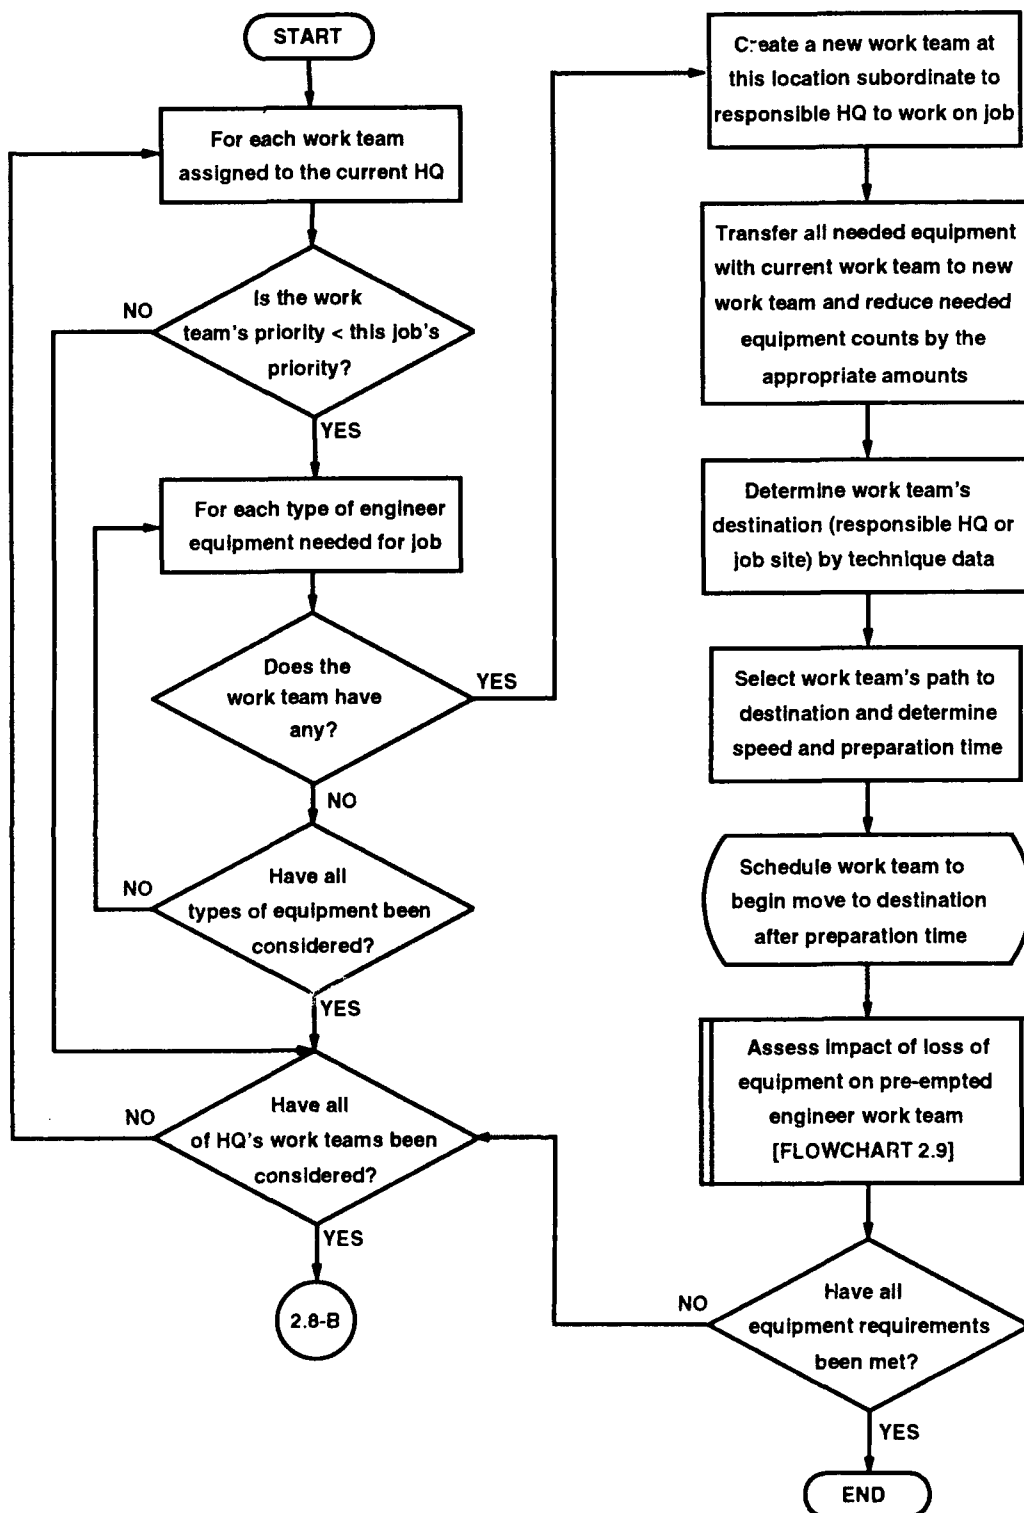 START
For each work team
assigned to the current HQ
Is the work
team's priority < this job's
priority?
NO
YES
For each type of engineer
equipment needed for job
Does the
work team have
any?
YES
NO
Have all
types of equipment been
considered?
NO
YES
Have all
of HQ's work teams been
considered?
NO
YES
2.8-B
Create a new work team at
this location subordinate to
responsible HQ to work on job
Transfer all needed equipment
with current work team to new
work team and reduce needed
equipment counts by the
appropriate amounts
Determine work team's
destination (responsible HQ or
job site) by technique data
Select work team's path to
destination and determine
speed and preparation time
Schedule work team to
begin move to destination
after preparation time
Assess impact of loss of
equipment on pre-empted
engineer work team
[FLOWCHART 2.9]
Have all
equipment requirements
been met?
NO
YES
END